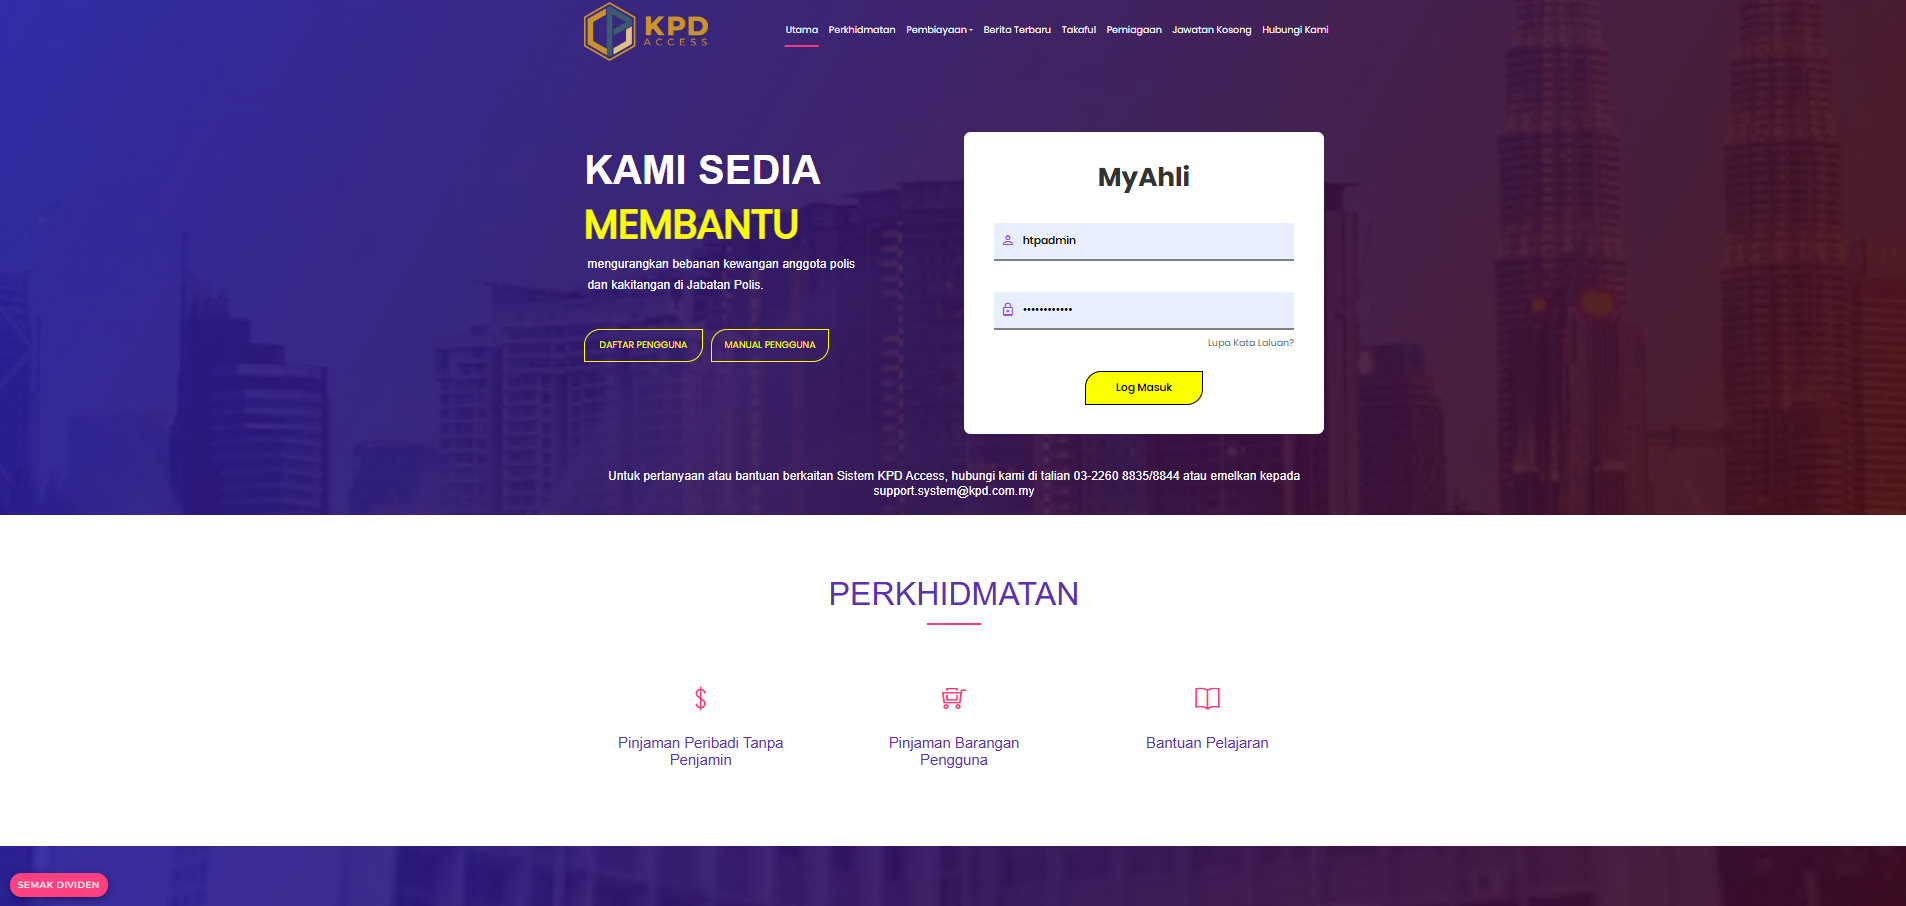 KPD
ACCESS
Utama
Perkhidmatan
Pembiayaan
Berita Terbaru
Takaful
Perniagaan
Jawatan Kosong
Hubungi Kami
KAMI SEDIA
MEMBANTU
mengurangkan bebanan kewangan anggota polis
dan kakitangan di Jabatan Polis.
DAFTAR PENGGUNA
MANUAL PENGGUNA
MyAhli
htpadmin
••••••••••••
Lupa Kata Laluan?
Log Masuk
Untuk pertanyaan atau bantuan berkaitan Sistem KPD Access, hubungi kami di talian 03-2260 8835/8844 atau emelkan kepada
support.system@kpd.com.my
PERKHIDMATAN
Pinjaman Peribadi Tanpa
Penjamin
Pinjaman Barangan
Pengguna
Bantuan Pelajaran
SEMAK DIVIDEN